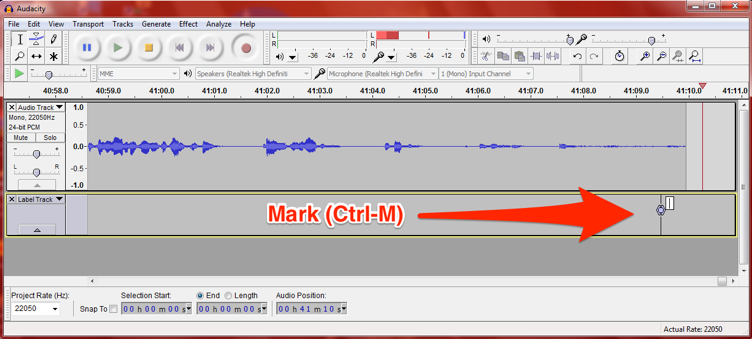 Audacity
File Edit View Transport Tracks Generate Effect Analyze Help
L
R
-36 -24 -12 0
L
R
-36 -24 -12 0
MME
Speakers (Realtek High Definiti
Microphone (Realtek High Defini
1 (Mono) Input Channel
40:58.0 40:59.0 41:00.0 41:01.0 41:02.0 41:03.0 41:04.0 41:05.0 41:06.0 41:07.0 41:08.0 41:09.0 41:10.0 41:11.0
Audio Track
Mono, 22050Hz
24-bit PCM
Mute Solo
- +
L R
1.0
0.5
0.0
-0.5
-1.0
Label Track
Mark (Ctrl-M)
Project Rate (Hz):
22050
Snap To
Selection Start:
00 h 00 m 00 s
End Length
00 h 00 m 00 s
Audio Position:
00 h 41 m 10 s
Actual Rate: 22050